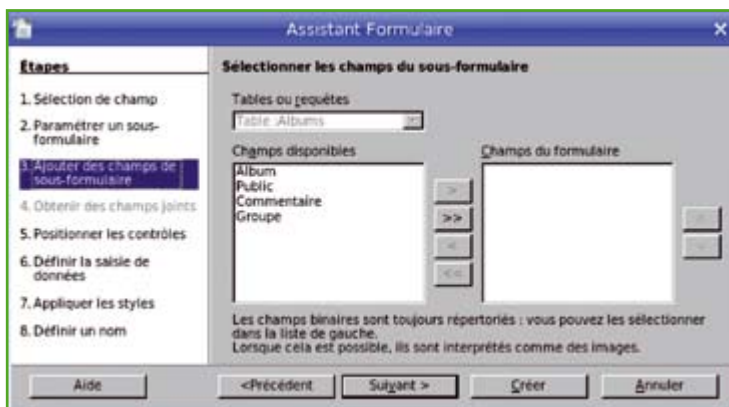 Assistant Formulaire
Étapes
1. Sélection de champ
2. Paramétrer un sous-
formulaire
3. Ajouter des champs de
sous-formulaire
4. Obtenir des champs joints
5. Positionner les contrôles
6. Définir la saisie de
données
7. Appliquer les styles
8. Définir un nom
Sélectionner les champs du sous-formulaire
Tables ou requêtes
Table :Albums
Champs disponibles
Album
Public
Commentaire
Groupe
>
>>
<
<<
Champs du formulaire
Les champs binaires sont toujours répertoriés : vous pouvez les sélectionner
dans la liste de gauche.
Lorsque cela est possible, ils sont interprétés comme des images.
Aide
<Précédent
Suivant >
Créer
Annuler